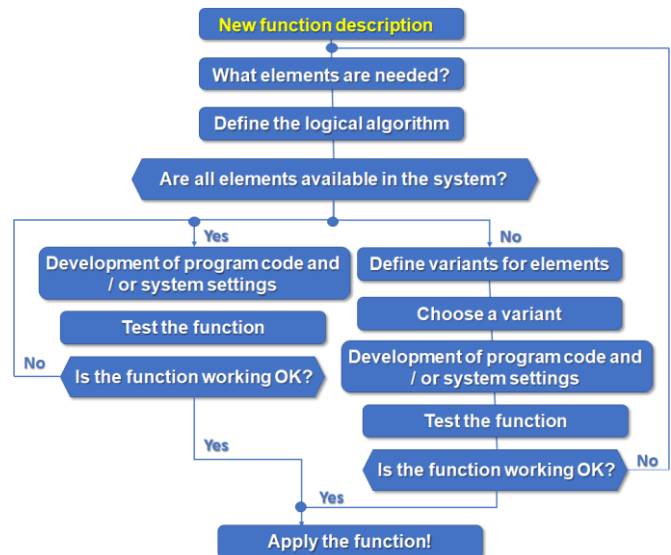 New function description
What elements are needed?
Define the logical algorithm
Are all elements available in the system?
Yes
No
Development of program code and
/ or system settings
Define variants for elements
Test the function
Choose a variant
No
Is the function working OK?
Development of program code and
/ or system settings
Test the function
Yes
Is the function working OK?
No
Yes
Apply the function!